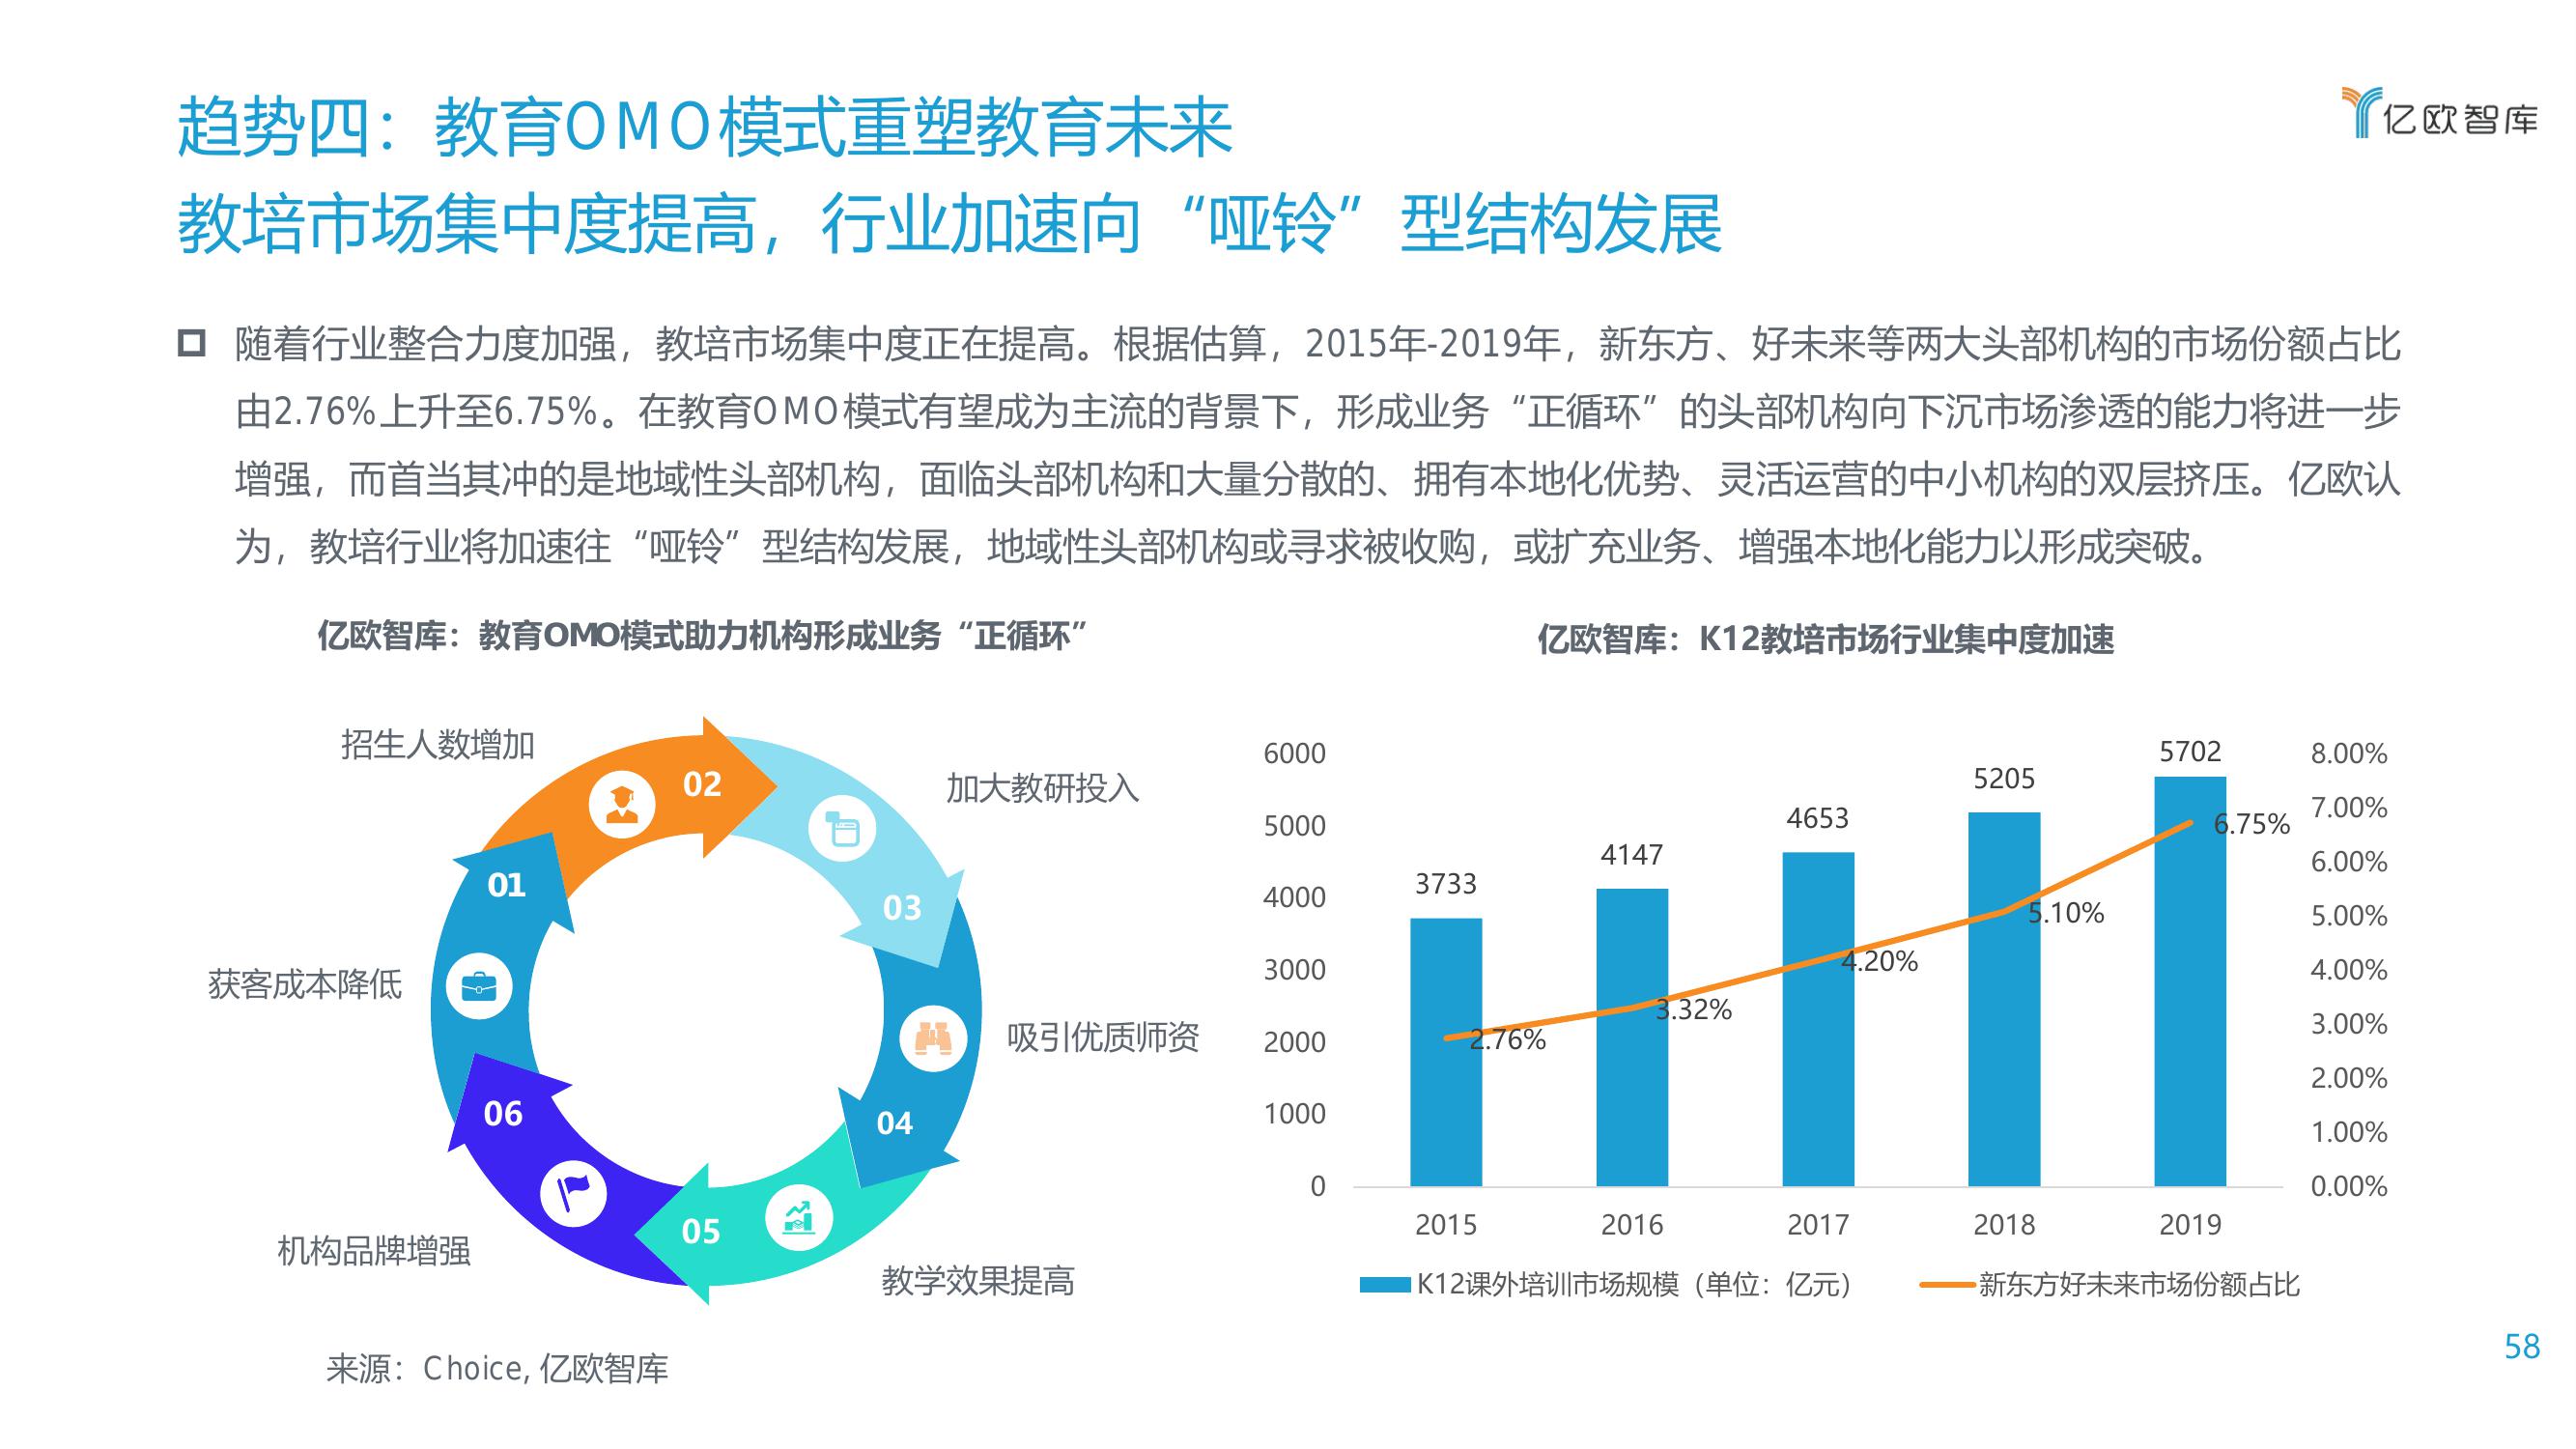 趋势四：教育OMO模式重塑教育未来
亿欧智库
教培市场集中度提高，行业加速向“哑铃”型结构发展
随着行业整合力度加强，教培市场集中度正在提高。根据估算，2015年-2019年，新东方、好未来等两大头部机构的市场份额占比
由2.76%上升至6.75%。在教育OMO模式有望成为主流的背景下，形成业务“正循环”的头部机构向下沉市场渗透的能力将进一步
增强，而首当其冲的是地域性头部机构，面临头部机构和大量分散的、拥有本地化优势、灵活运营的中小机构的双层挤压。亿欧认
为，教培行业将加速往“哑铃”型结构发展，地域性头部机构或寻求被收购，或扩充业务、增强本地化能力以形成突破。
亿欧智库：教育OMO模式助力机构形成业务“正循环”
招生人数增加
02
加大教研投入
01
03
获客成本降低
吸引优质师资
06
04
05
机构品牌增强
教学效果提高
亿欧智库：K12教培市场行业集中度加速
6000
5000
4000
3000
2000
1000
0
3733
4147
4653
5205
5702
2.76%
3.32%
4.20%
5.10%
6.75%
8.00%
7.00%
6.00%
5.00%
4.00%
3.00%
2.00%
1.00%
0.00%
2015
2016
2017
2018
2019
K12课外培训市场规模（单位：亿元）
新东方好未来市场份额占比
来源：Choice, 亿欧智库
58